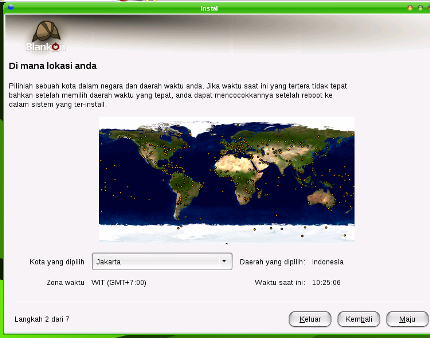 Install
BlankOn
Di mana lokasi anda
Pilihlah sebuah kota dalam negara dan daerah waktu anda. Jika waktu saat ini yang tertera tidak tepat
bahkan setelah memilih daerah waktu yang tepat, anda dapat mencocokkannya setelah reboot ke
dalam sistem yang ter-install.
Kota yang dipilih Jakarta Daerah yang dipilih: Indonesia
Zona waktu WIT (GMT+7:00) Waktu saat ini: 10:25:06
Langkah 2 dari 7 Keluar Kembali Maju